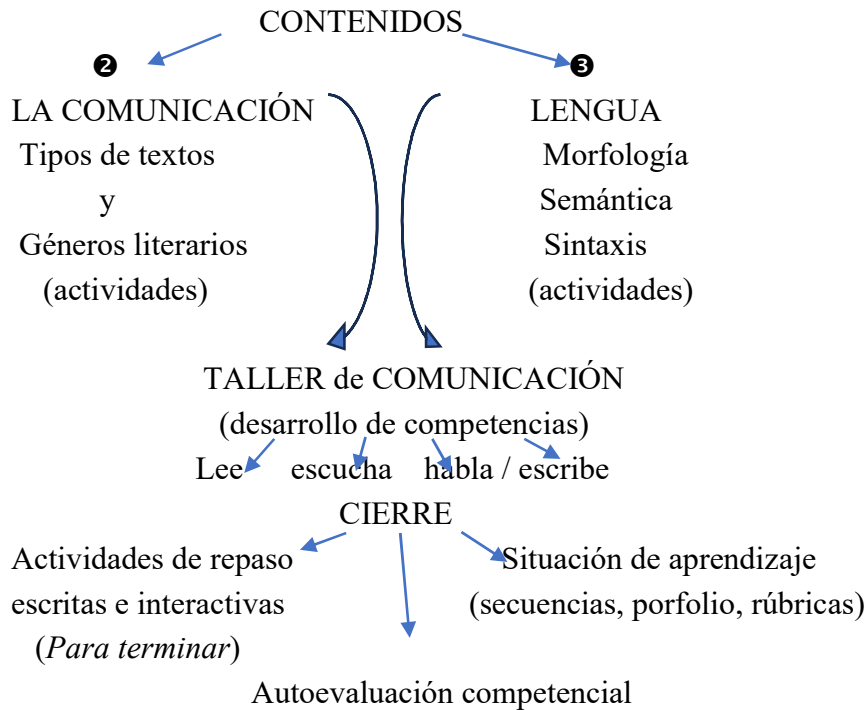 CONTENIDOS
❷ ❸
LA COMUNICACIÓN LENGUA
Tipos de textos Morfología
y Semántica
Géneros literarios Sintaxis
(actividades) (actividades)
TALLER de COMUNICACIÓN
(desarrollo de competencias)
Lee escucha habla / escribe
CIERRE
Actividades de repaso Situación de aprendizaje
escritas e interactivas (secuencias, porfolio, rúbricas)
(Para terminar)
Autoevaluación competencial